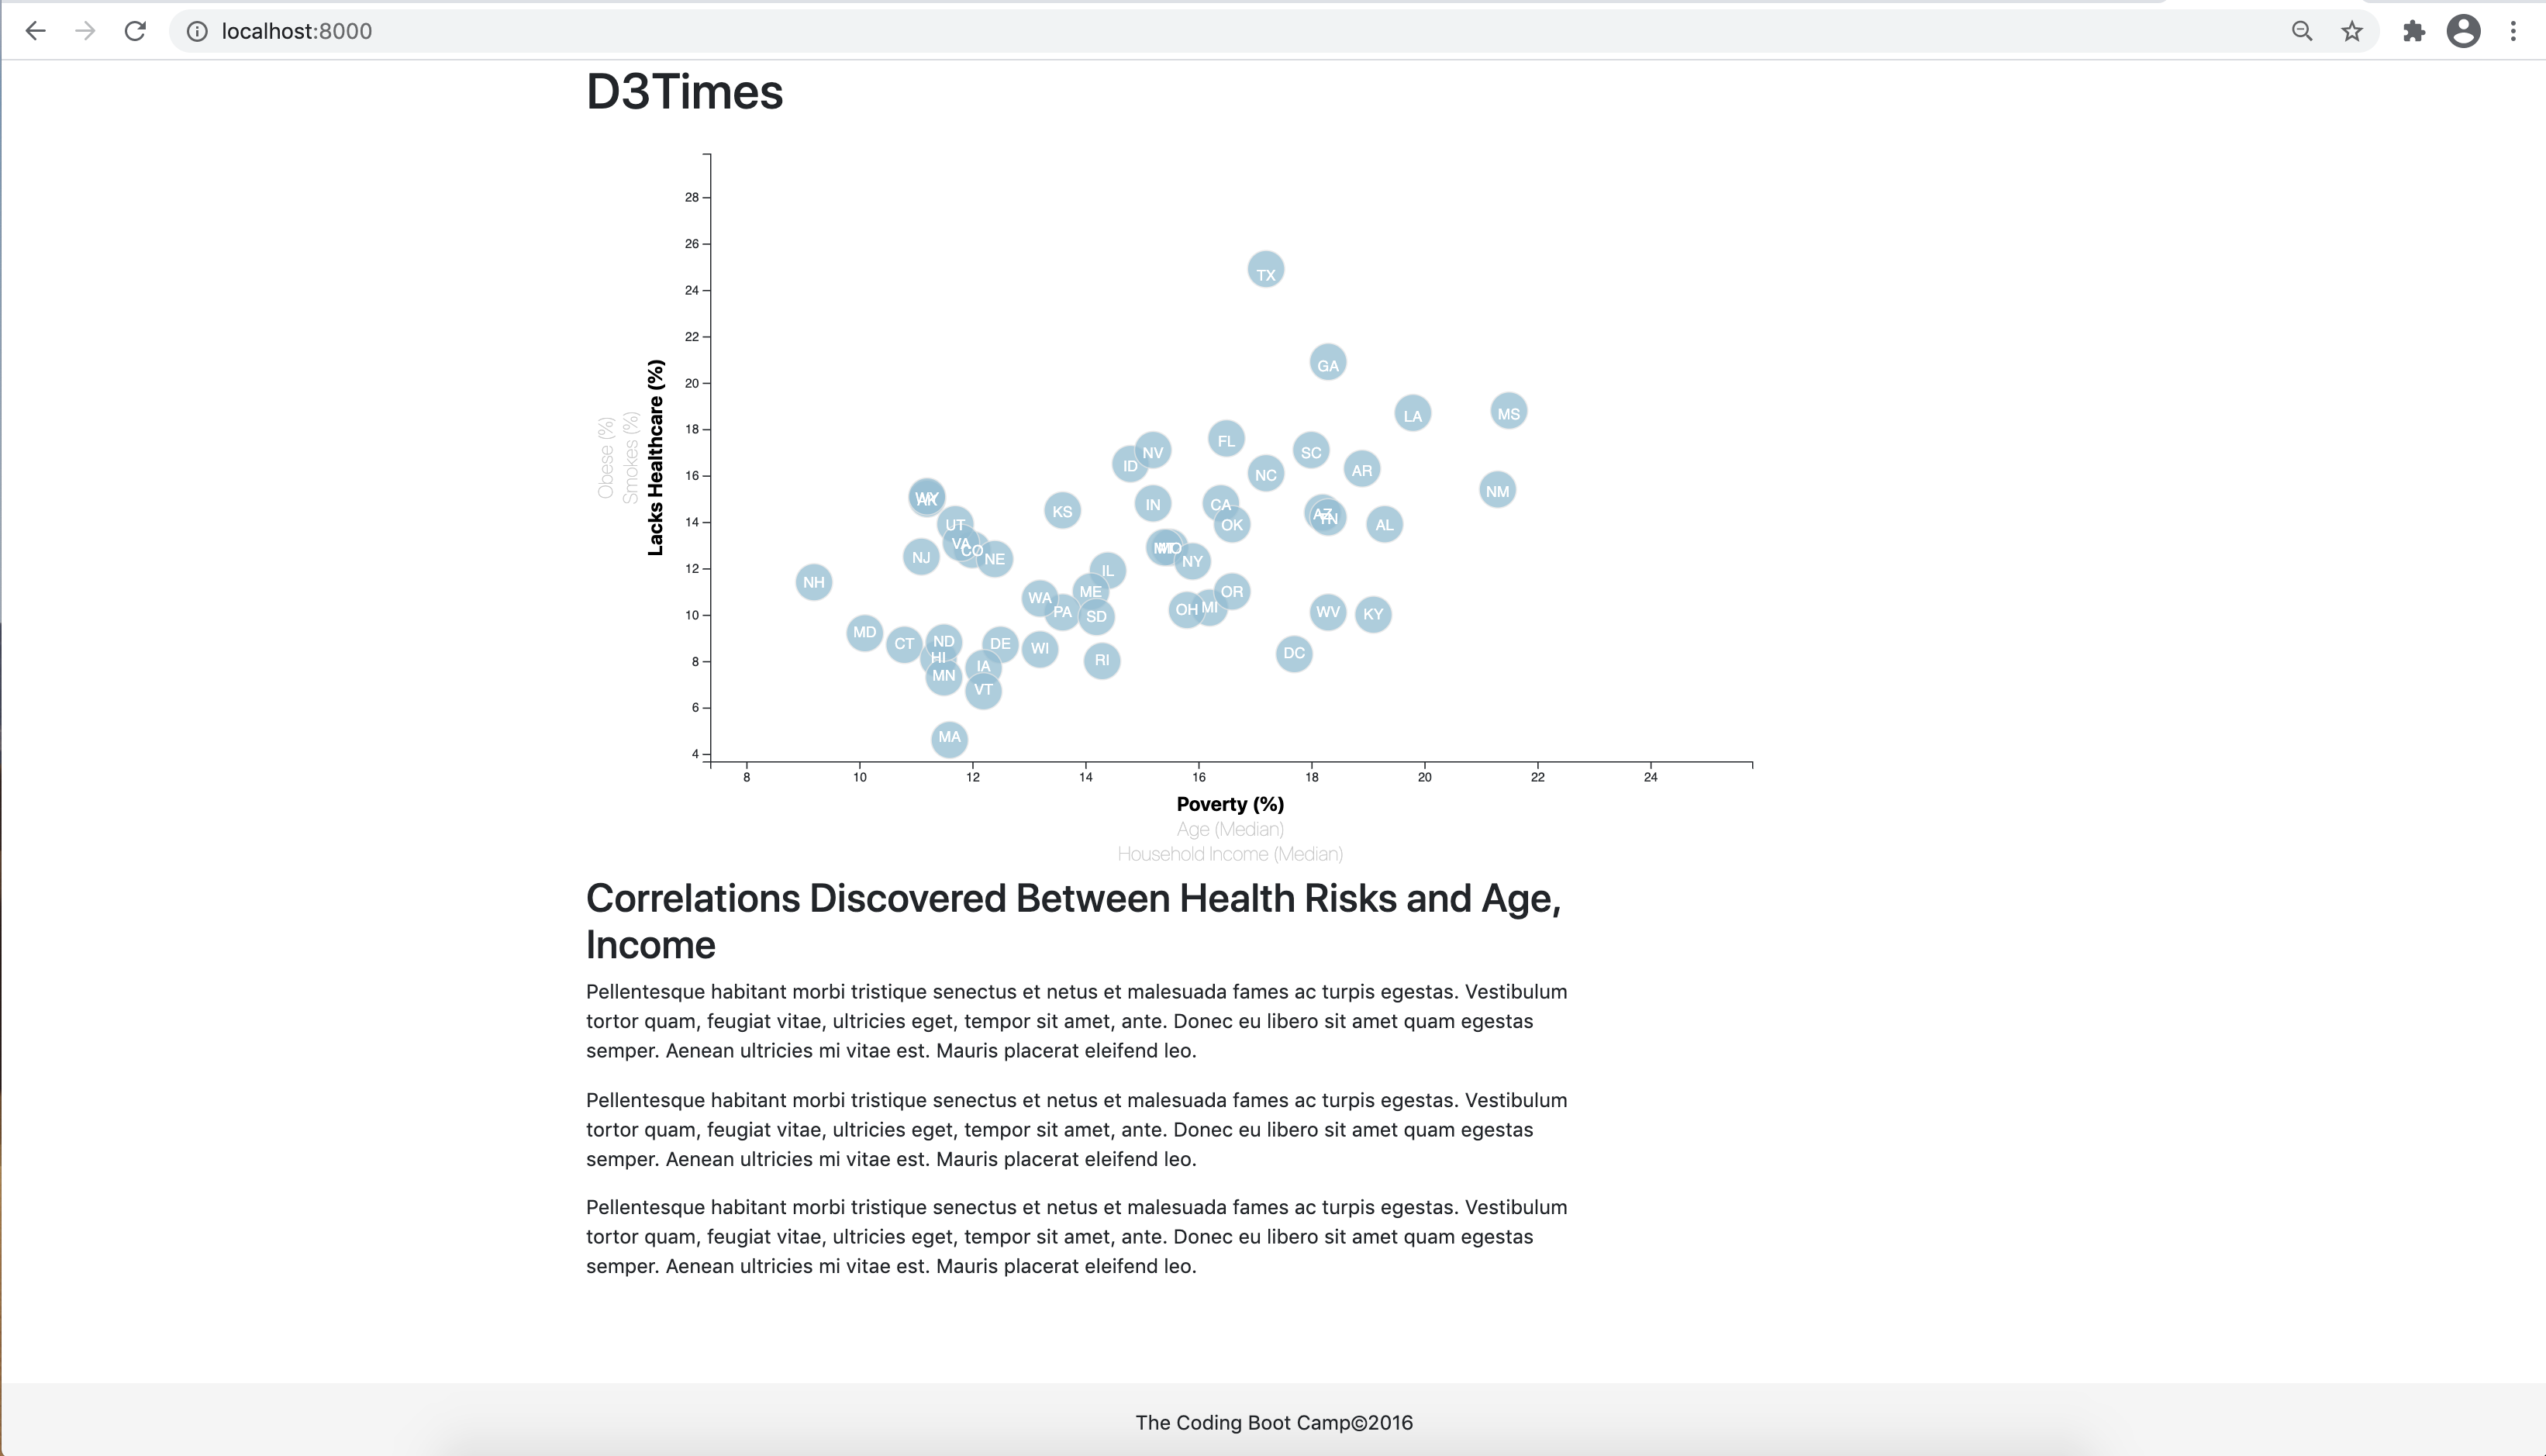 localhost:8000
D3Times
28
26
24
22
20
18
16
14
12
10
8
6
4
Obese (%)
Smokes (%)
Lacks Healthcare (%)
TX
GA
LA
MS
FL
NV
SC
ID
NC
AR
NM
WY
AK
KS
IN
CA
UT
OK
AZ
TN
AL
VA
CO
NE
NJ
MO
NY
NH
IL
WA
ME
OR
PA
SD
OH
MI
WV
KY
MD
CT
ND
DE
WI
HI
RI
DC
MN
IA
VT
MA
8
10
12
14
16
18
20
22
24
Poverty (%)
Age (Median)
Household Income (Median)
Correlations Discovered Between Health Risks and Age,
Income
Pellentesque habitant morbi tristique senectus et netus et malesuada fames ac turpis egestas. Vestibulum
tortor quam, feugiat vitae, ultricies eget, tempor sit amet, ante. Donec eu libero sit amet quam egestas
semper. Aenean ultricies mi vitae est. Mauris placerat eleifend leo.
Pellentesque habitant morbi tristique senectus et netus et malesuada fames ac turpis egestas. Vestibulum
tortor quam, feugiat vitae, ultricies eget, tempor sit amet, ante. Donec eu libero sit amet quam egestas
semper. Aenean ultricies mi vitae est. Mauris placerat eleifend leo.
Pellentesque habitant morbi tristique senectus et netus et malesuada fames ac turpis egestas. Vestibulum
tortor quam, feugiat vitae, ultricies eget, tempor sit amet, ante. Donec eu libero sit amet quam egestas
semper. Aenean ultricies mi vitae est. Mauris placerat eleifend leo.
The Coding Boot Camp©2016